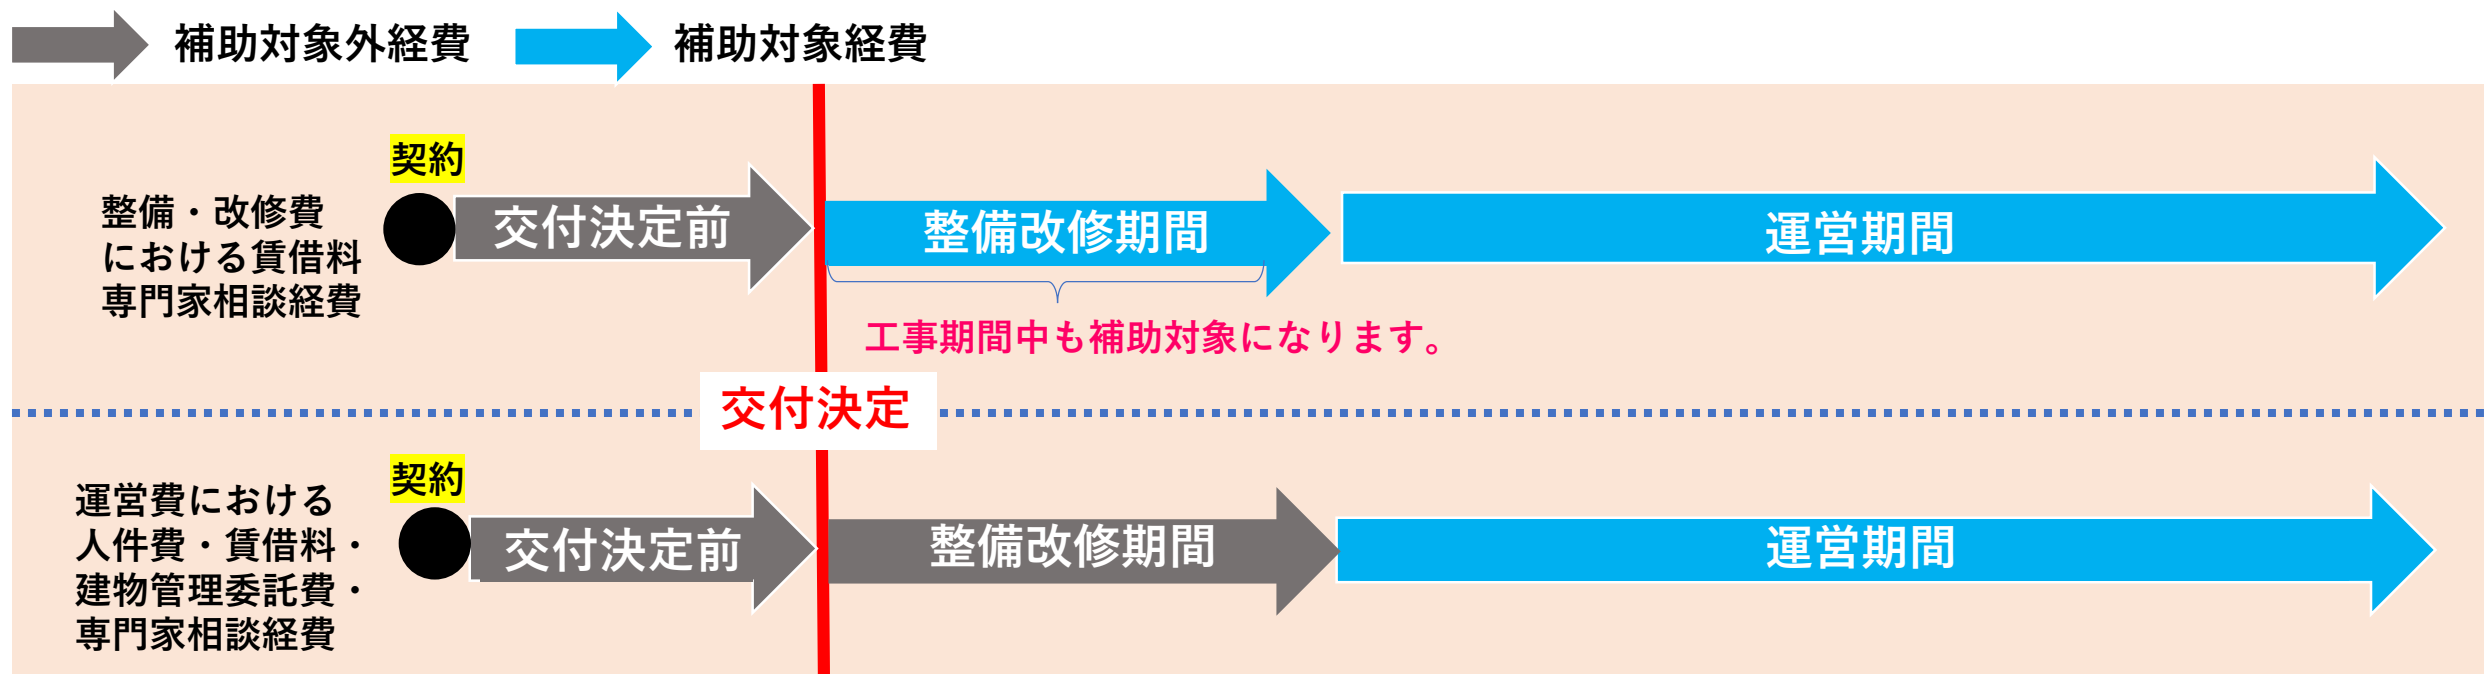 補助対象外経費
補助対象経費
契約
整備・改修費
における賃借料
専門家相談経費
交付決定前
整備改修期間
運営期間
工事期間中も補助対象になります。
交付決定
契約
運営費における
人件費・賃借料・
建物管理委託費・
専門家相談経費
交付決定前
整備改修期間
運営期間